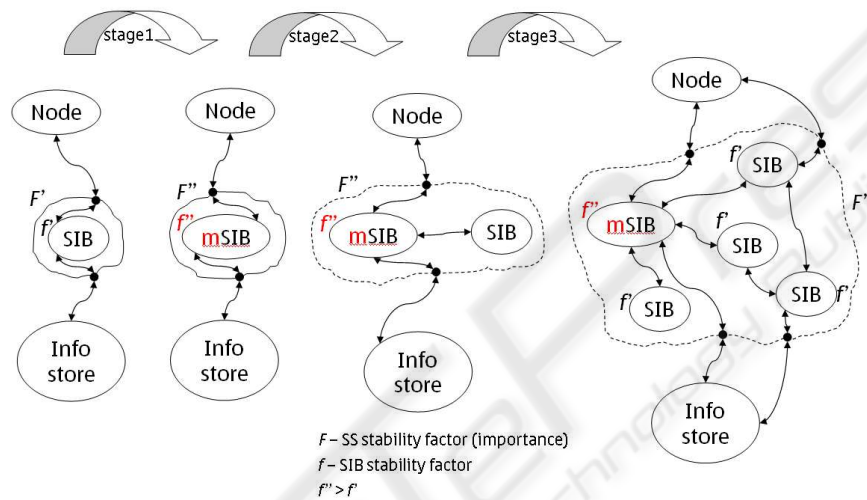 stage1
stage2
stage3
Node
F'
f'
SIB
Info
store
Node
F''
f''
mSIB
Info
store
Node
F''
f''
mSIB
SIB
Info
store
Node
f'
SIB
F''
f''
mSIB
f'
SIB
f'
SIB
SIB
f'
Info
store
F – SS stability factor (importance)
f – SIB stability factor
f'' > f'